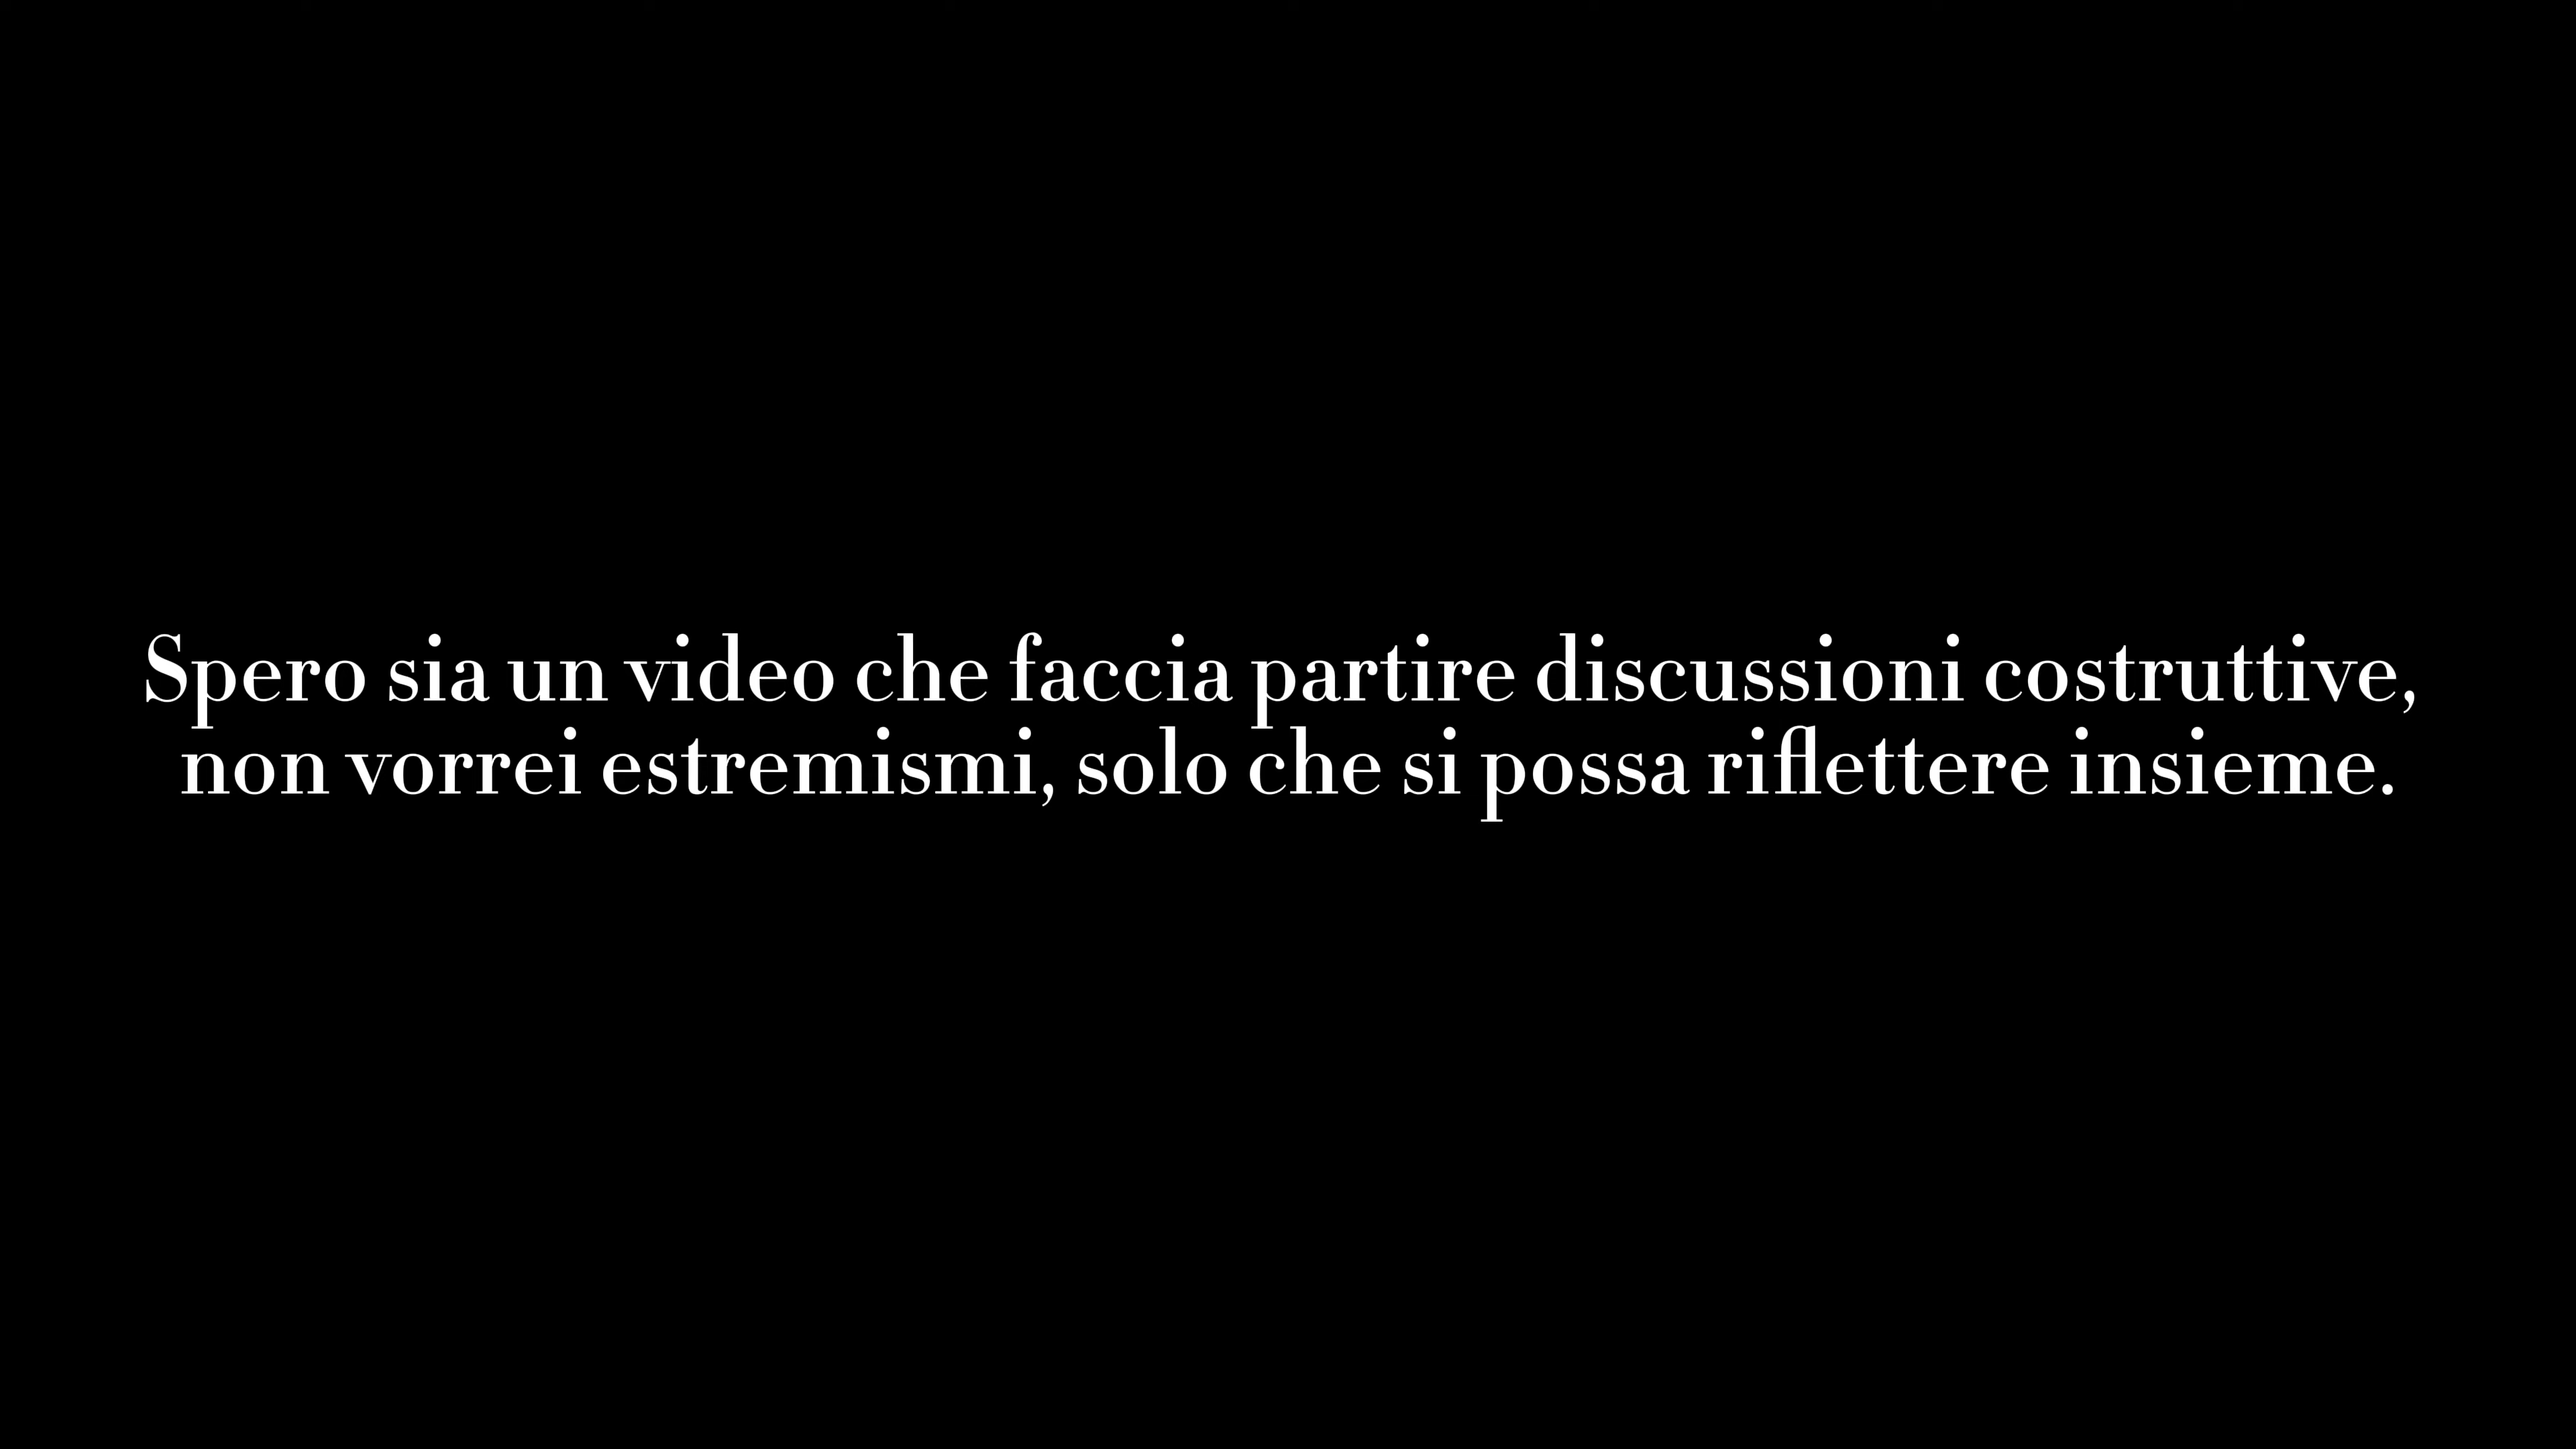 Spero sia un video che faccia partire discussioni costruttive,
non vorrei estremismi, solo che si possa riflettere insieme.